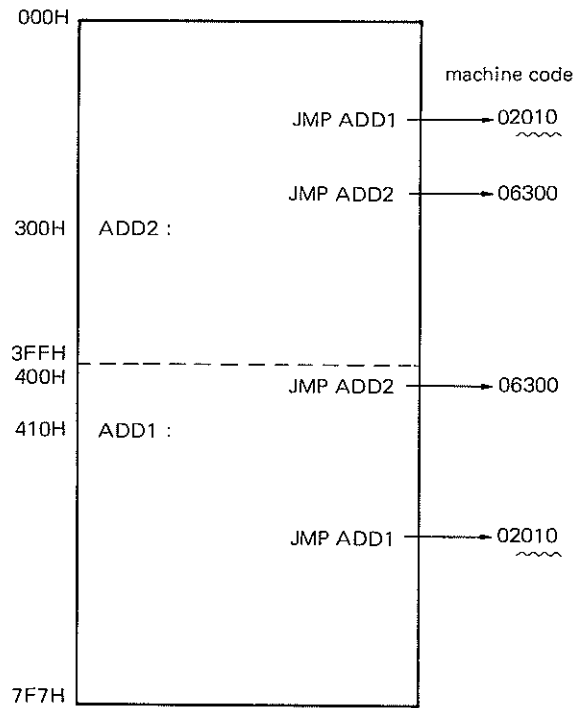 000H
machine code
JMP ADD1 02010
JMP ADD2 06300
300H ADD2 :
3FFH
400H
JMP ADD2 06300
410H ADD1 :
JMP ADD1 02010
7F7H